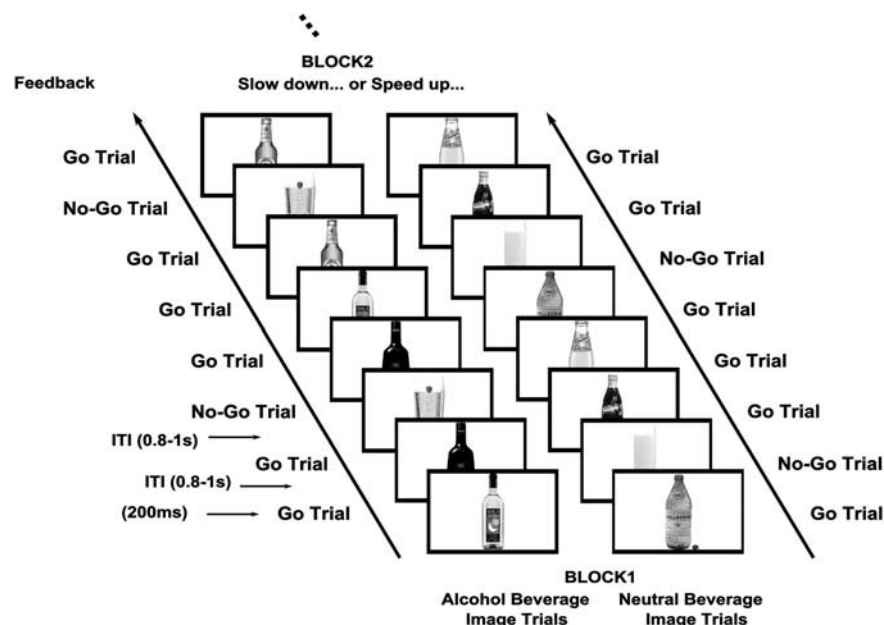 BLOCK2
Feedback
Slow down... or Speed up...
Go Trial
Go Trial
No-Go Trial
Go Trial
Go Trial
No-Go Trial
Go Trial
Go Trial
Go Trial
Go Trial
No-Go Trial
Go Trial
ITI (0.8-1s)
Go Trial
No-Go Trial
ITI (0.8-1s)
(200ms)
Go Trial
Go Trial
BLOCK1
Alcohol Beverage
Neutral Beverage
Image Trials
Image Trials